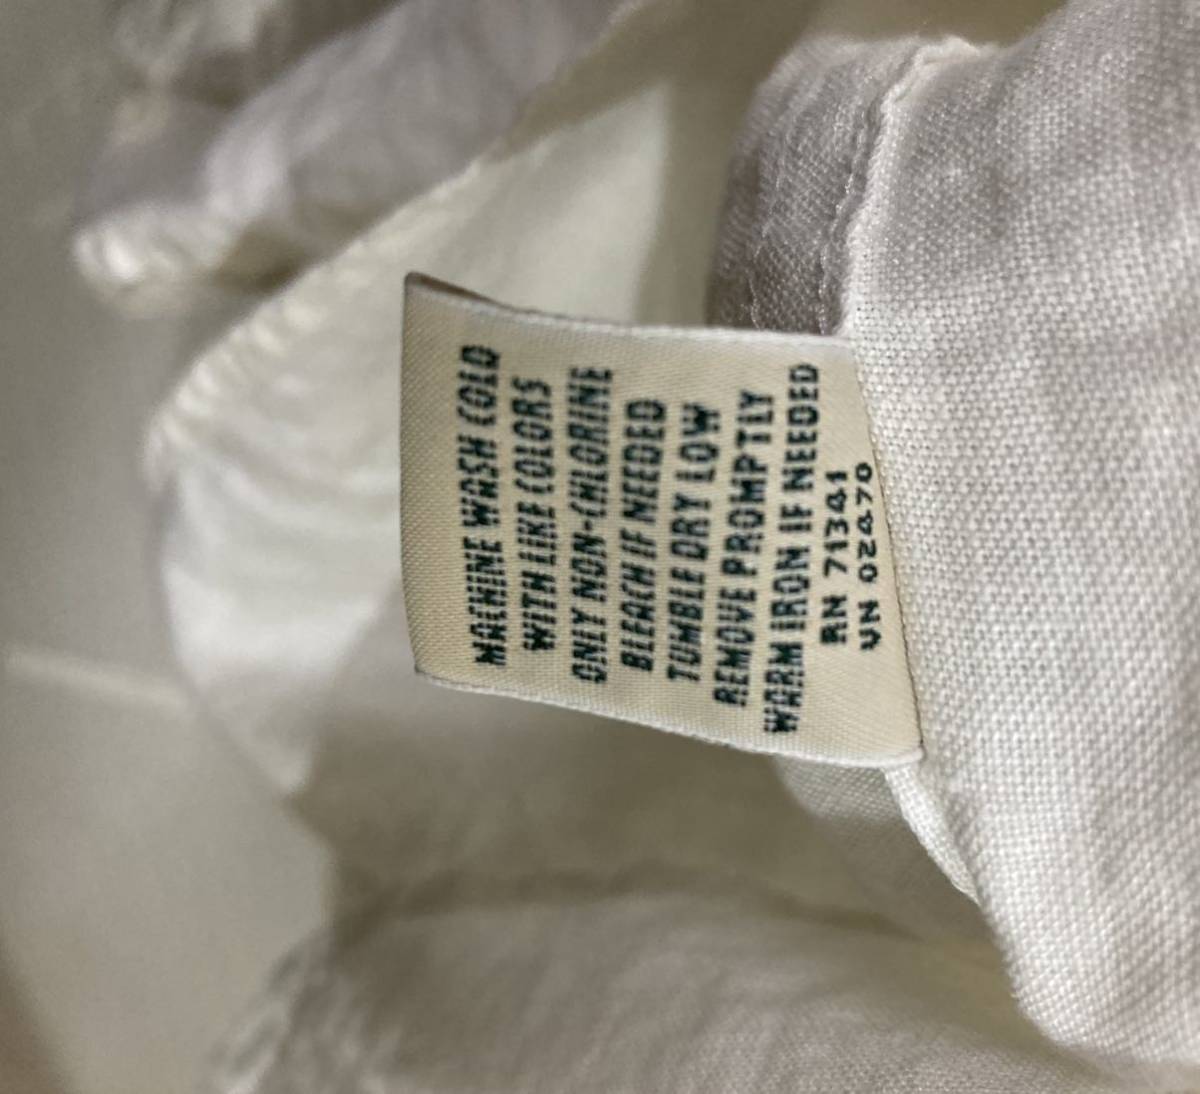 MACHINE WASH COLD
WITH LIKE COLORS
ONLY NON-CHLORINE
BLEACH IF NEEDED
TUMBLE DRY LOW
REMOVE PROMPTLY
WARM IRON IF NEEDED
RN 71341
VN 02470